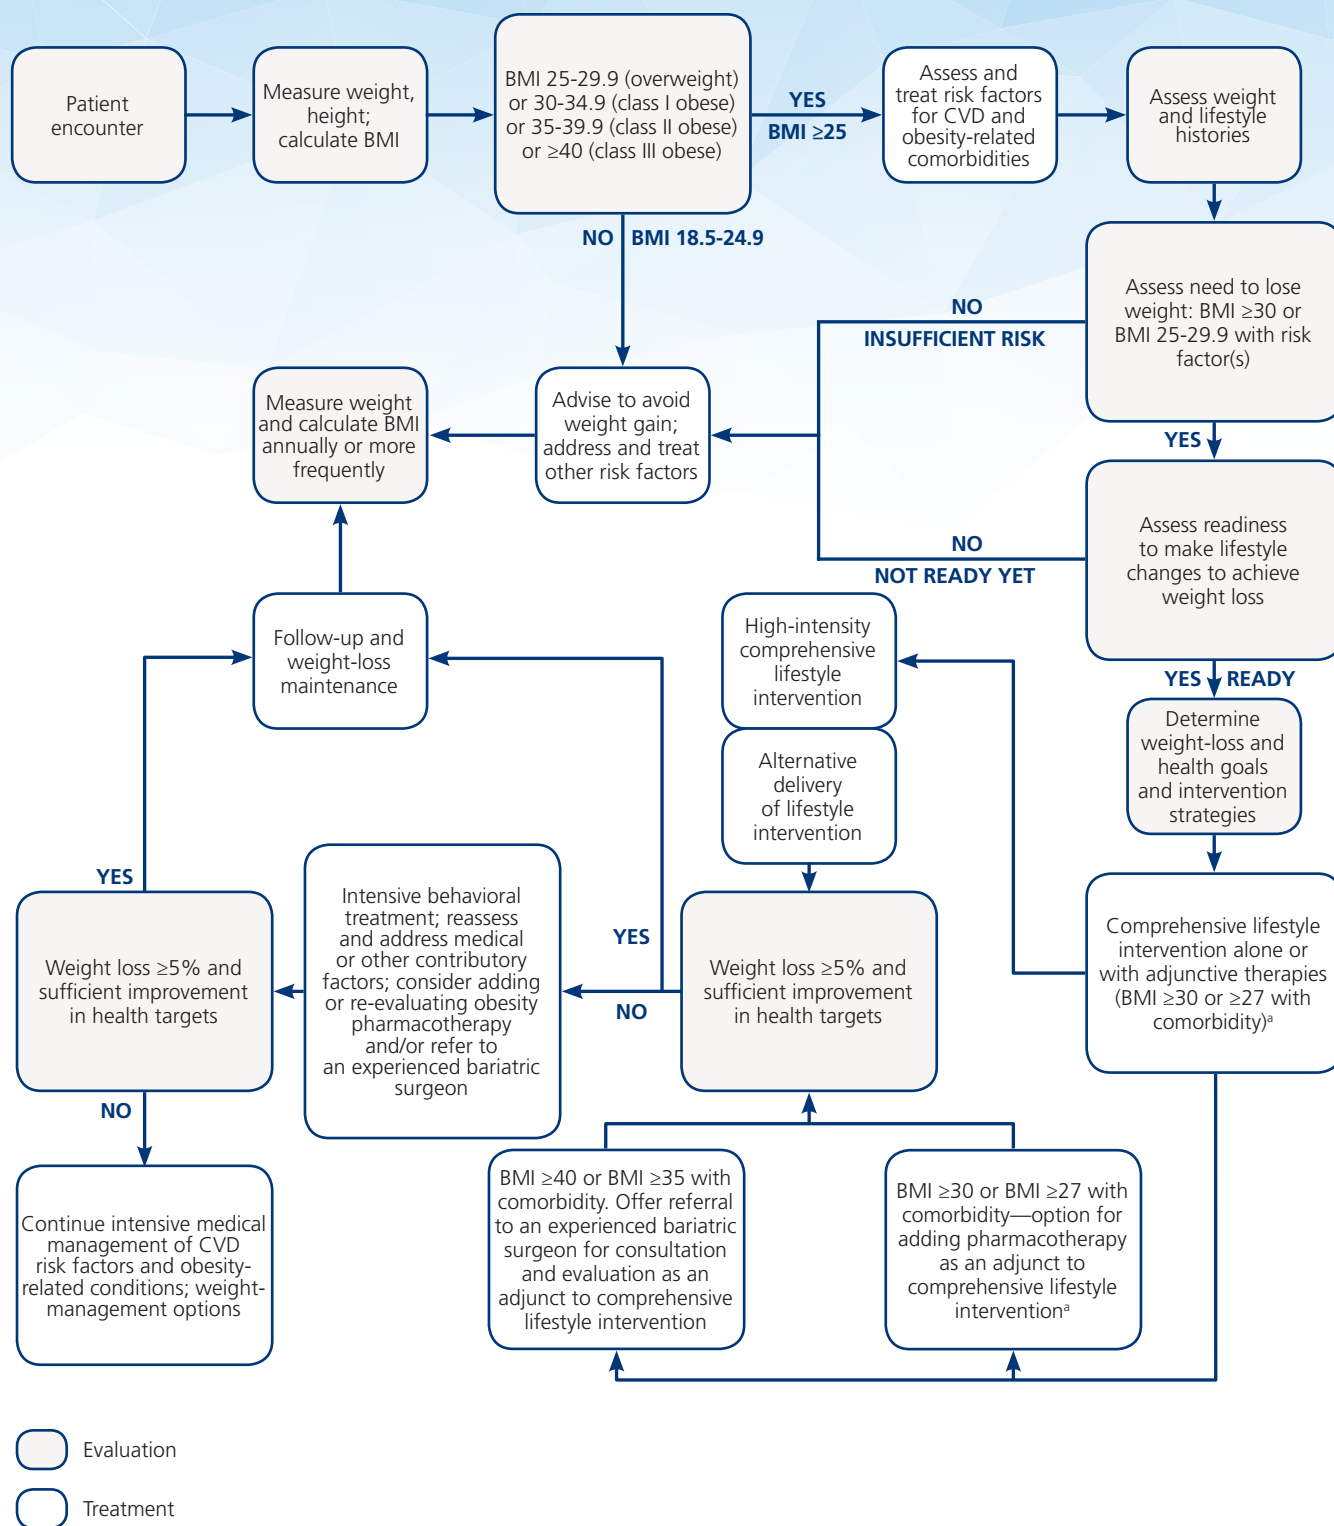 Patient
encounter
Measure weight,
height;
calculate BMI
BMI 25-29.9 (overweight)
or 30-34.9 (class I obese)
or 35-39.9 (class II obese)
or ≥40 (class III obese)
YES
BMI ≥25
Assess and
treat risk factors
for CVD and
obesity-related
comorbidities
Assess weight
and lifestyle
histories
NO BMI 18.5-24.9
Assess need to lose
weight: BMI ≥30 or
BMI 25-29.9 with risk
factor(s)
NO
INSUFFICIENT RISK
Measure weight
and calculate BMI
annually or more
frequently
Advise to avoid
weight gain;
address and treat
other risk factors
YES
Assess readiness
to make lifestyle
changes to achieve
weight loss
NO
NOT READY YET
Follow-up and
weight-loss
maintenance
High-intensity
comprehensive
lifestyle
intervention
YES READY
Determine
weight-loss and
health goals
and intervention
strategies
Alternative
delivery
of lifestyle
intervention
YES
Intensive behavioral
treatment; reassess
and address medical
or other contributory
factors; consider adding
or re-evaluating obesity
pharmacotherapy
and/or refer to
an experienced bariatric
surgeon
YES
NO
Weight loss ≥5% and
sufficient improvement
in health targets
Weight loss ≥5% and
sufficient improvement
in health targets
Comprehensive lifestyle
intervention alone or
with adjunctive therapies
(BMI ≥30 or ≥27 with
comorbidity)ᵃ
NO
Continue intensive medical
management of CVD
risk factors and obesity-
related conditions; weight-
management options
BMI ≥40 or BMI ≥35 with
comorbidity. Offer referral
to an experienced bariatric
surgeon for consultation
and evaluation as an
adjunct to comprehensive
lifestyle intervention
BMI ≥30 or BMI ≥27 with
comorbidity—option for
adding pharmacotherapy
as an adjunct to
comprehensive lifestyle
interventionᵃ
Evaluation
Treatment